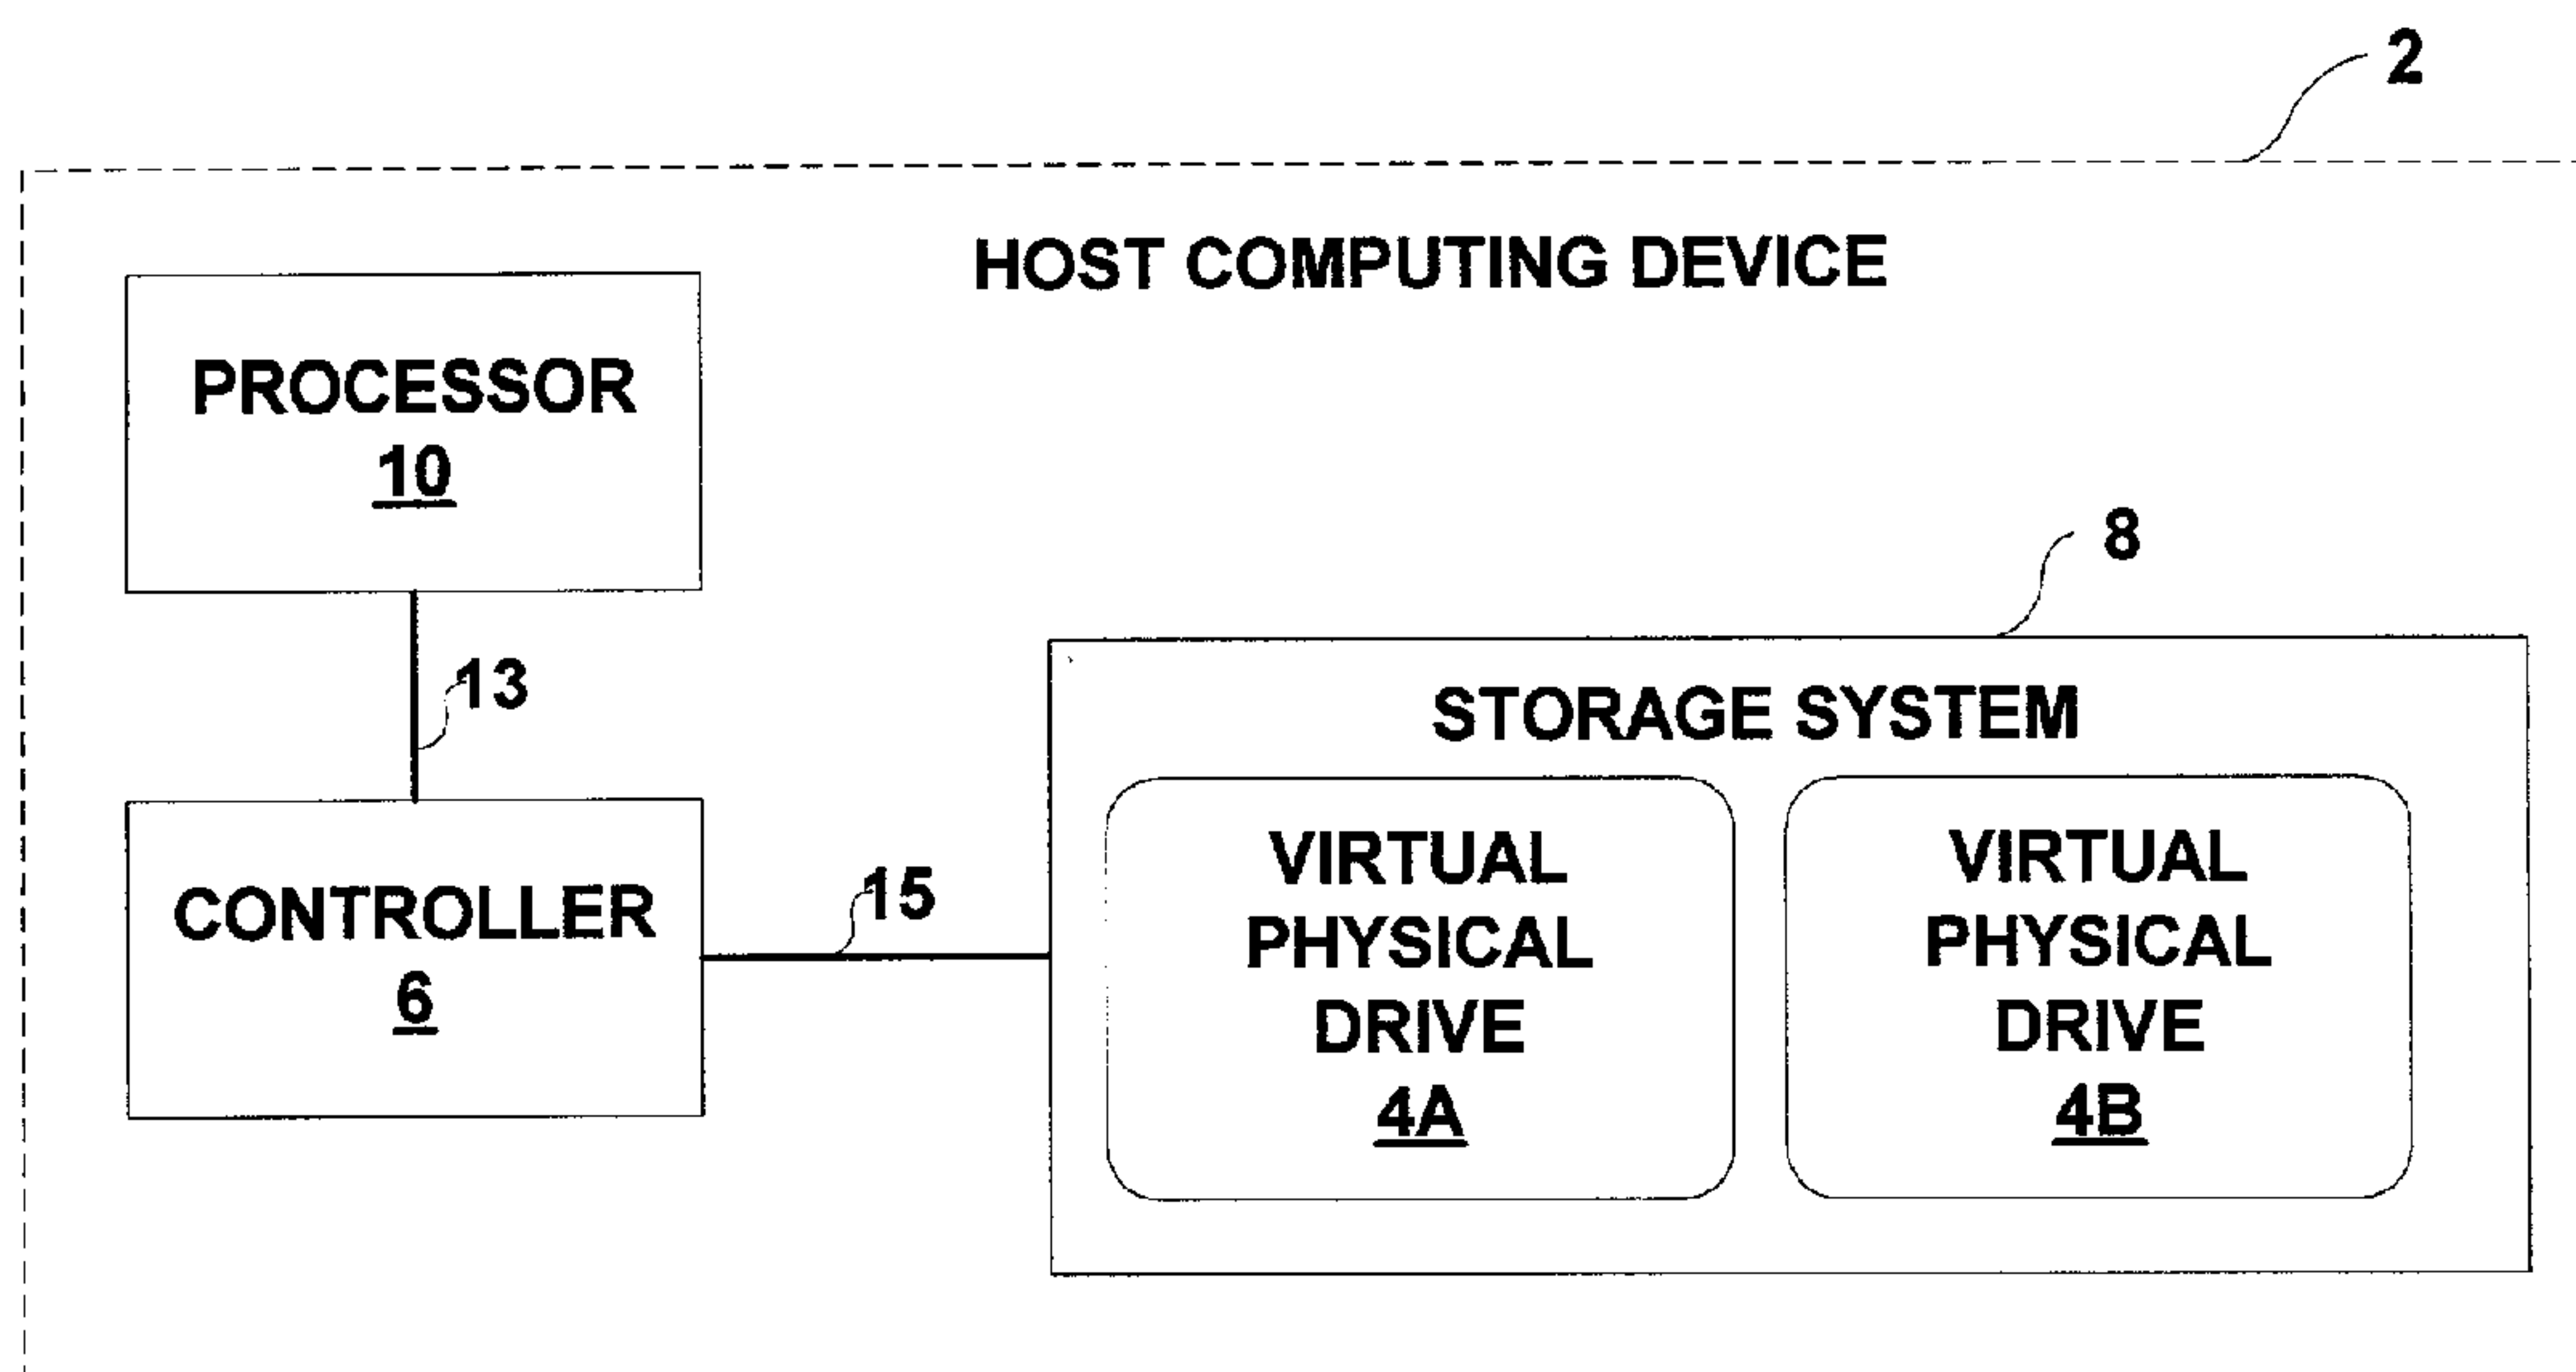 2
HOST COMPUTING DEVICE
PROCESSOR
10
8
13
STORAGE SYSTEM
CONTROLLER
6
15
VIRTUAL
PHYSICAL
DRIVE
4A
VIRTUAL
PHYSICAL
DRIVE
4B